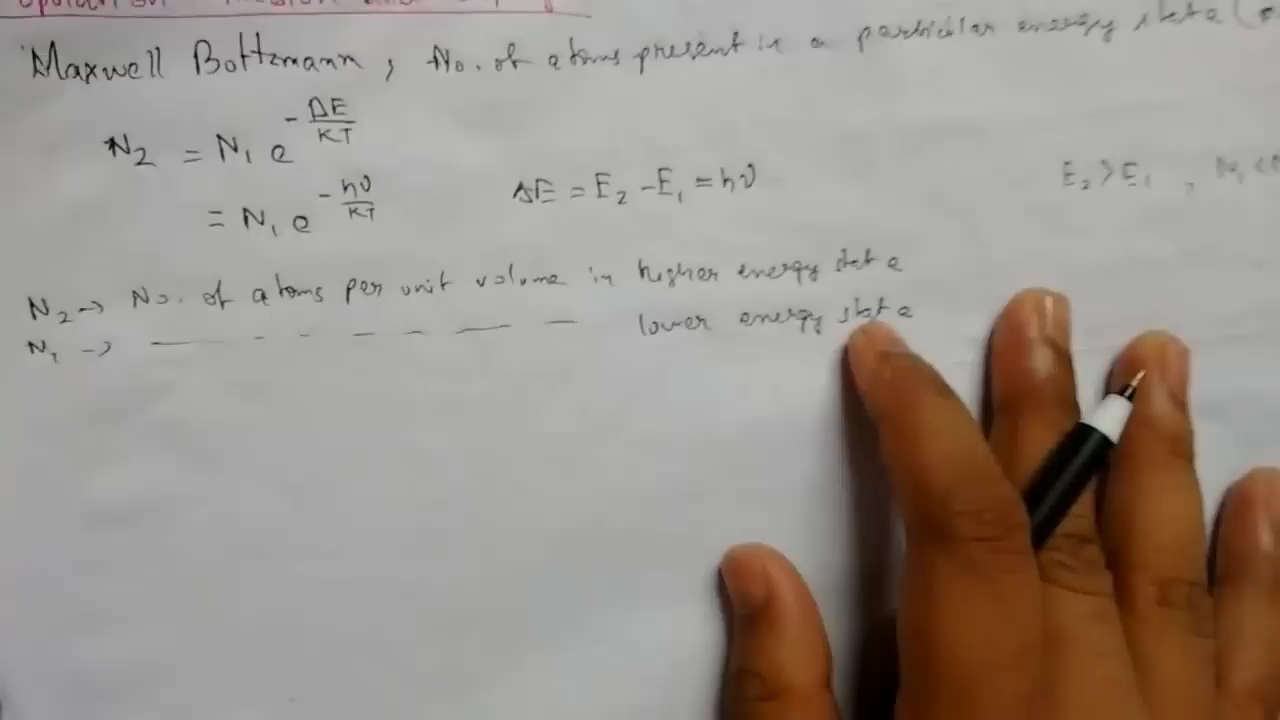 Maxwell Boltzmann, No. of atoms present in a particular energy state (
N₂ = N₁ e^(-ΔE/KT)
= N₁ e^(-hν/KT)
ΔE = E₂ - E₁ = hν
E₂ > E₁ ,
N₂ → No. of atoms per unit volume in higher energy state
N₁ → — - - — - — — lower energy state